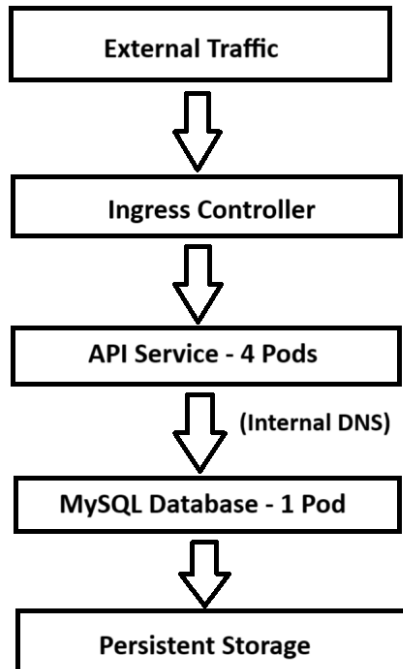 External Traffic
Ingress Controller
API Service - 4 Pods
(Internal DNS)
MySQL Database - 1 Pod
Persistent Storage